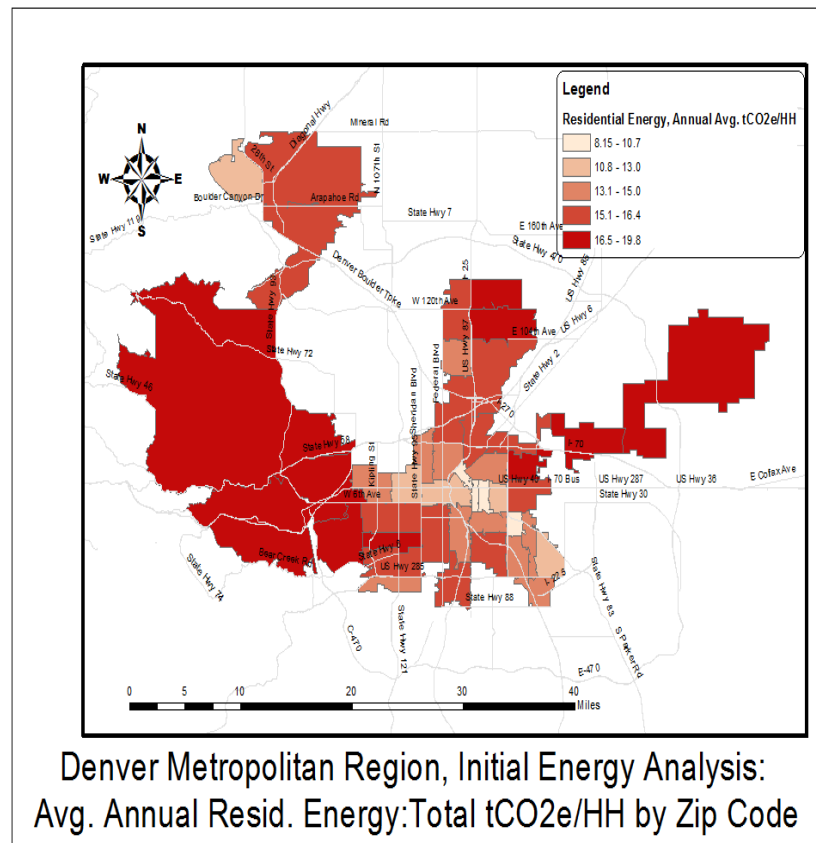 Legend
Residential Energy, Annual Avg. tCO2e/HH
8.15 - 10.7
10.8 - 13.0
13.1 - 15.0
15.1 - 16.4
16.5 - 19.8
N
W E
S
Diagonal Hwy
Mineral Rd
28th St
N 107th St
Boulder Canyon Dr
Arapahoe Rd
State Hwy 7
State Hwy 119
E 160th Ave
State Hwy 470
US Hwy 85
I- 25
Denver Boulder Tpke
State Hwy 93
W 120th Ave
US Hwy 6
E 104th Ave
US Hwy 87
State Hwy 72
State Hwy 2
Federal Blvd
Sheridan Blvd
State Hwy 46
I-270
State Hwy 58
Kipling St
State Hwy 95
I- 70
US Hwy 40
I- 70 Bus
US Hwy 287
US Hwy 36
E Colfax Ave
W 6th Ave
State Hwy 30
Bear Creek Rd
State Hwy 8
US Hwy 285
I-225
State Hwy 74
State Hwy 88
State Hwy 83
C-470
State Hwy 121
S Parker Rd
E-470
0 5 10 20 30 40
Miles
Denver Metropolitan Region, Initial Energy Analysis:
Avg. Annual Resid. Energy:Total tCO2e/HH by Zip Code